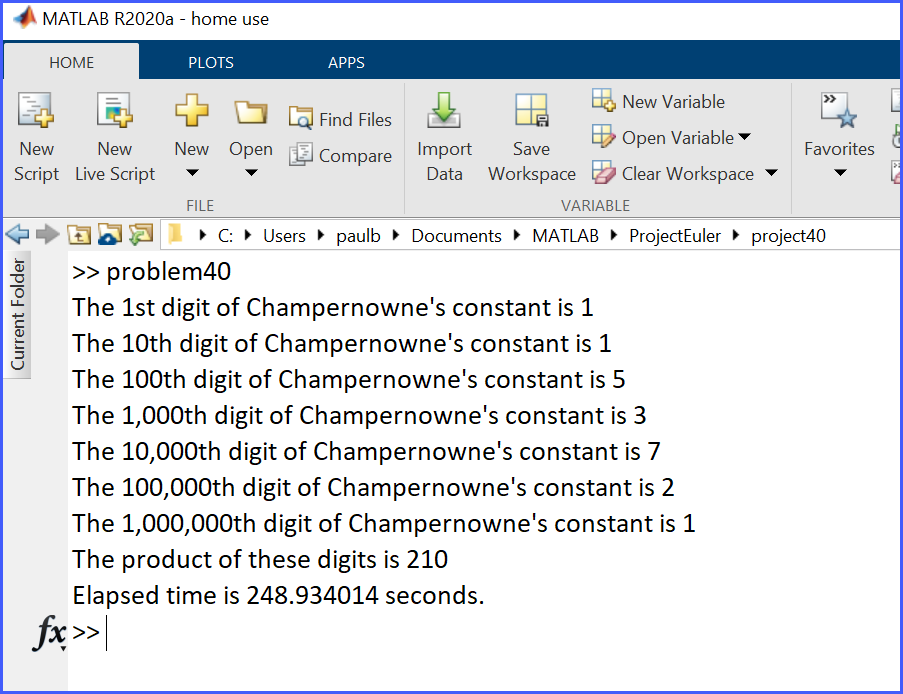 MATLAB R2020a - home use
HOME PLOTS APPS
New Script
New Live Script
New
Open
Find Files
Compare
FILE
Import Data
Save Workspace
New Variable
Open Variable
Clear Workspace
VARIABLE
Favorites
C: Users paulb Documents MATLAB ProjectEuler project40
Current Folder
>> problem40
The 1st digit of Champernowne's constant is 1
The 10th digit of Champernowne's constant is 1
The 100th digit of Champernowne's constant is 5
The 1,000th digit of Champernowne's constant is 3
The 10,000th digit of Champernowne's constant is 7
The 100,000th digit of Champernowne's constant is 2
The 1,000,000th digit of Champernowne's constant is 1
The product of these digits is 210
Elapsed time is 248.934014 seconds.
fx >>